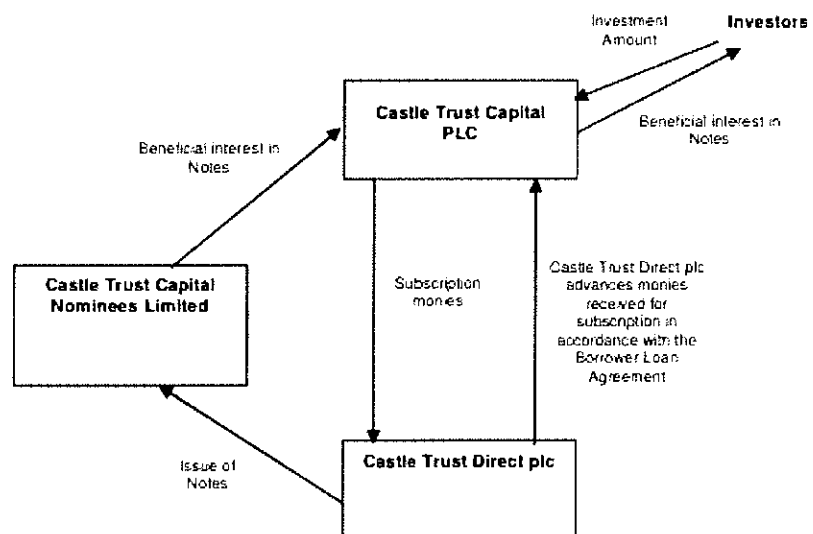 Investment
Amount
Investors
Castle Trust Capital
PLC
Beneficial interest in
Notes
Beneficial interest in
Notes
Castle Trust Capital
Nominees Limited
Subscription
monies
Castle Trust Direct plc
advances monies
received for
subscription in
accordance with the
Borrower Loan
Agreement
Issue of
Notes
Castle Trust Direct plc